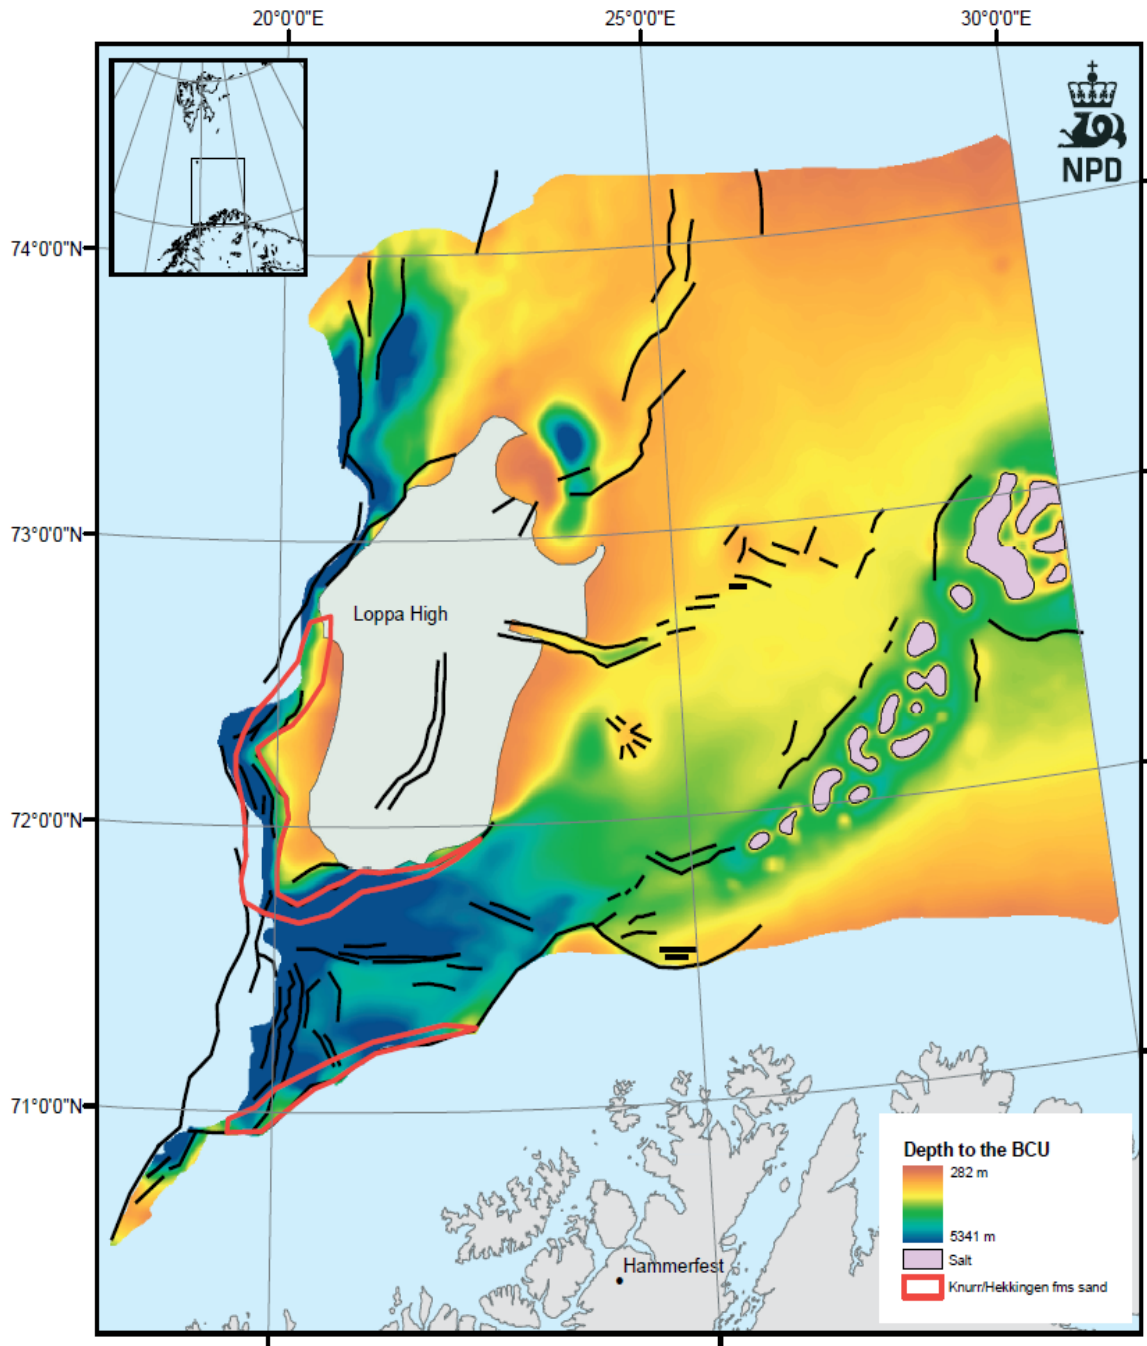 20°0'0"E
25°0'0"E
30°0'0"E
NPD
74°0'0"N
73°0'0"N
Loppa High
72°0'0"N
71°0'0"N
Depth to the BCU
282 m
5341 m
Salt
Knurr/Hekkingen fms sand
Hammerfest